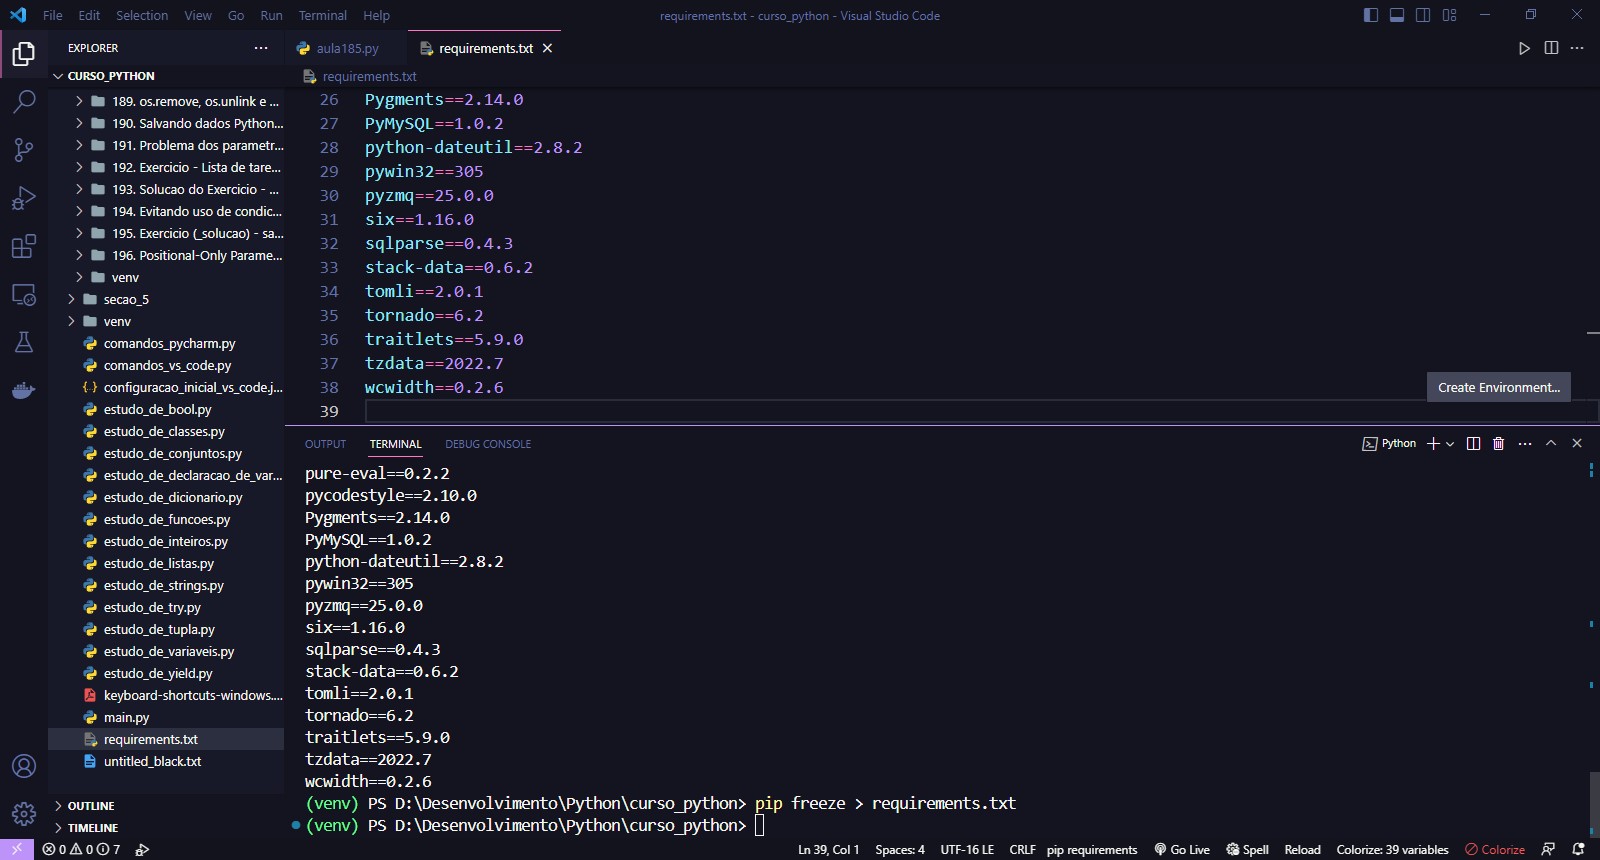 File Edit Selection View Go Run Terminal Help
requirements.txt - curso_python - Visual Studio Code
EXPLORER
CURSO_PYTHON
189. os.remove, os.unlink e ...
190. Salvando dados Python...
191. Problema dos parametr...
192. Exercicio - Lista de tare...
193. Solucao do Exercicio - ...
194. Evitando uso de condic...
195. Exercicio (_solucao) - sa...
196. Positional-Only Parame...
venv
secao_5
venv
comandos_pycharm.py
comandos_vs_code.py
configuracao_inicial_vs_code.j...
estudo_de_bool.py
estudo_de_classes.py
estudo_de_conjuntos.py
estudo_de_declaracao_de_var...
estudo_de_dicionario.py
estudo_de_funcoes.py
estudo_de_inteiros.py
estudo_de_listas.py
estudo_de_strings.py
estudo_de_try.py
estudo_de_tupla.py
estudo_de_variaveis.py
estudo_de_yield.py
keyboard-shortcuts-windows....
main.py
requirements.txt
untitled_black.txt
OUTLINE
TIMELINE
aula185.py requirements.txt
requirements.txt
26 Pygments==2.14.0
27 PyMySQL==1.0.2
28 python-dateutil==2.8.2
29 pywin32==305
30 pyzmq==25.0.0
31 six==1.16.0
32 sqlparse==0.4.3
33 stack-data==0.6.2
34 tomli==2.0.1
35 tornado==6.2
36 traitlets==5.9.0
37 tzdata==2022.7
38 wcwidth==0.2.6
39
Create Environment...
OUTPUT TERMINAL DEBUG CONSOLE
Python
pure-eval==0.2.2
pycodestyle==2.10.0
Pygments==2.14.0
PyMySQL==1.0.2
python-dateutil==2.8.2
pywin32==305
pyzmq==25.0.0
six==1.16.0
sqlparse==0.4.3
stack-data==0.6.2
tomli==2.0.1
tornado==6.2
traitlets==5.9.0
tzdata==2022.7
wcwidth==0.2.6
(venv) PS D:\Desenvolvimento\Python\curso_python> pip freeze > requirements.txt
(venv) PS D:\Desenvolvimento\Python\curso_python>
0 0 7 Ln 39, Col 1 Spaces: 4 UTF-16 LE CRLF pip requirements Go Live Spell Reload Colorize: 39 variables Colorize